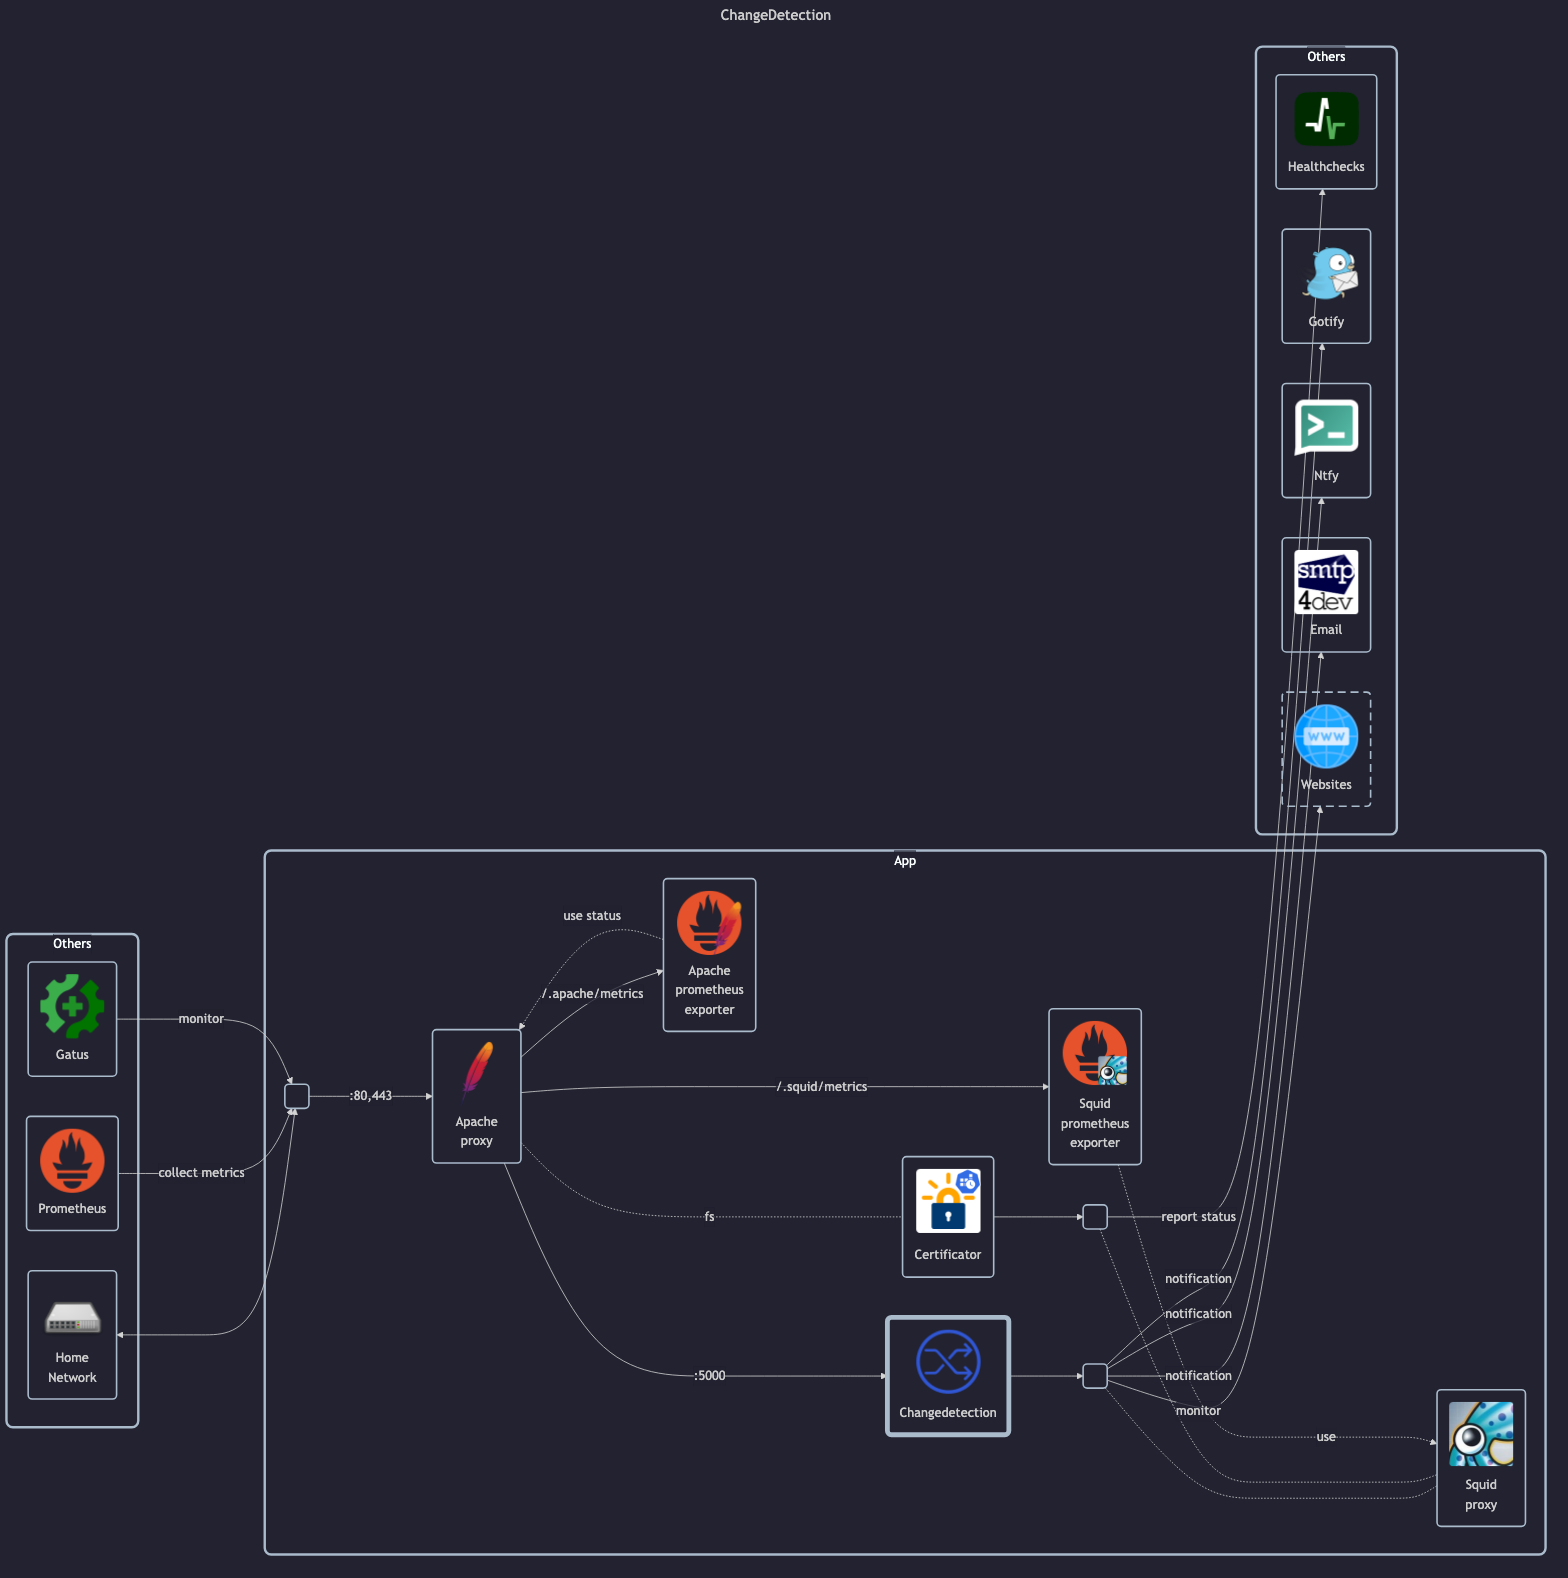 ChangeDetection
Others
Healthchecks
Gotify
Ntfy
smtp
4dev
Email
WWW
Websites
App
Others
Gatus
Prometheus
Home
Network
monitor
collect metrics
:80,443
Apache
proxy
use status
/.apache/metrics
Apache
prometheus
exporter
/.squid/metrics
Squid
prometheus
exporter
fs
Certificator
report status
:5000
Changedetection
notification
notification
notification
monitor
use
Squid
proxy